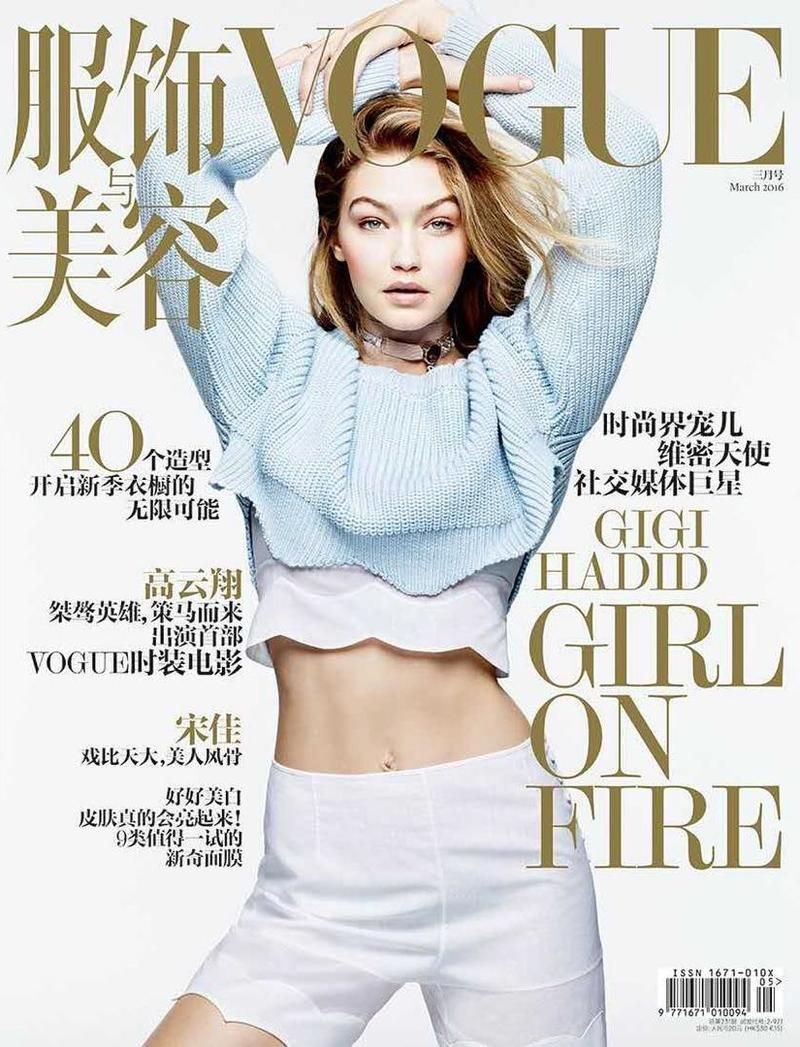 服饰与美容 VOGUE
三月号
March 2016
40个造型
开启新季衣橱的
无限可能
高云翔
桀骜英雄,策马而来
出演首部
VOGUE时装电影
宋佳
戏比天大,美人风骨
好好美白
皮肤真的会亮起来!
9类值得一试的
新奇面膜
时尚界宠儿
维密天使
社交媒体巨星
GIGI
HADID
GIRL
ON
FIRE
ISSN 1671-010X
05>
9 771671 010094